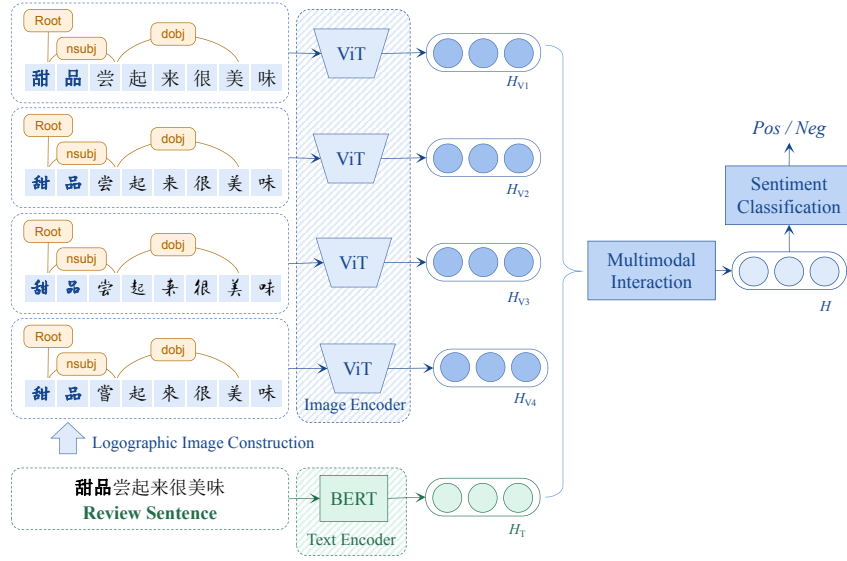 Root
nsubj
dobj
甜品尝起来很美味
ViT
H_V1
Root
nsubj
dobj
甜品尝起来很美味
ViT
H_V2
Root
nsubj
dobj
甜品尝起来很美味
ViT
H_V3
Root
nsubj
dobj
甜品嘗起來很美味
ViT
H_V4
Image Encoder
Logographic Image Construction
甜品尝起来很美味
Review Sentence
BERT
Text Encoder
H_T
Multimodal
Interaction
H
Sentiment
Classification
Pos / Neg